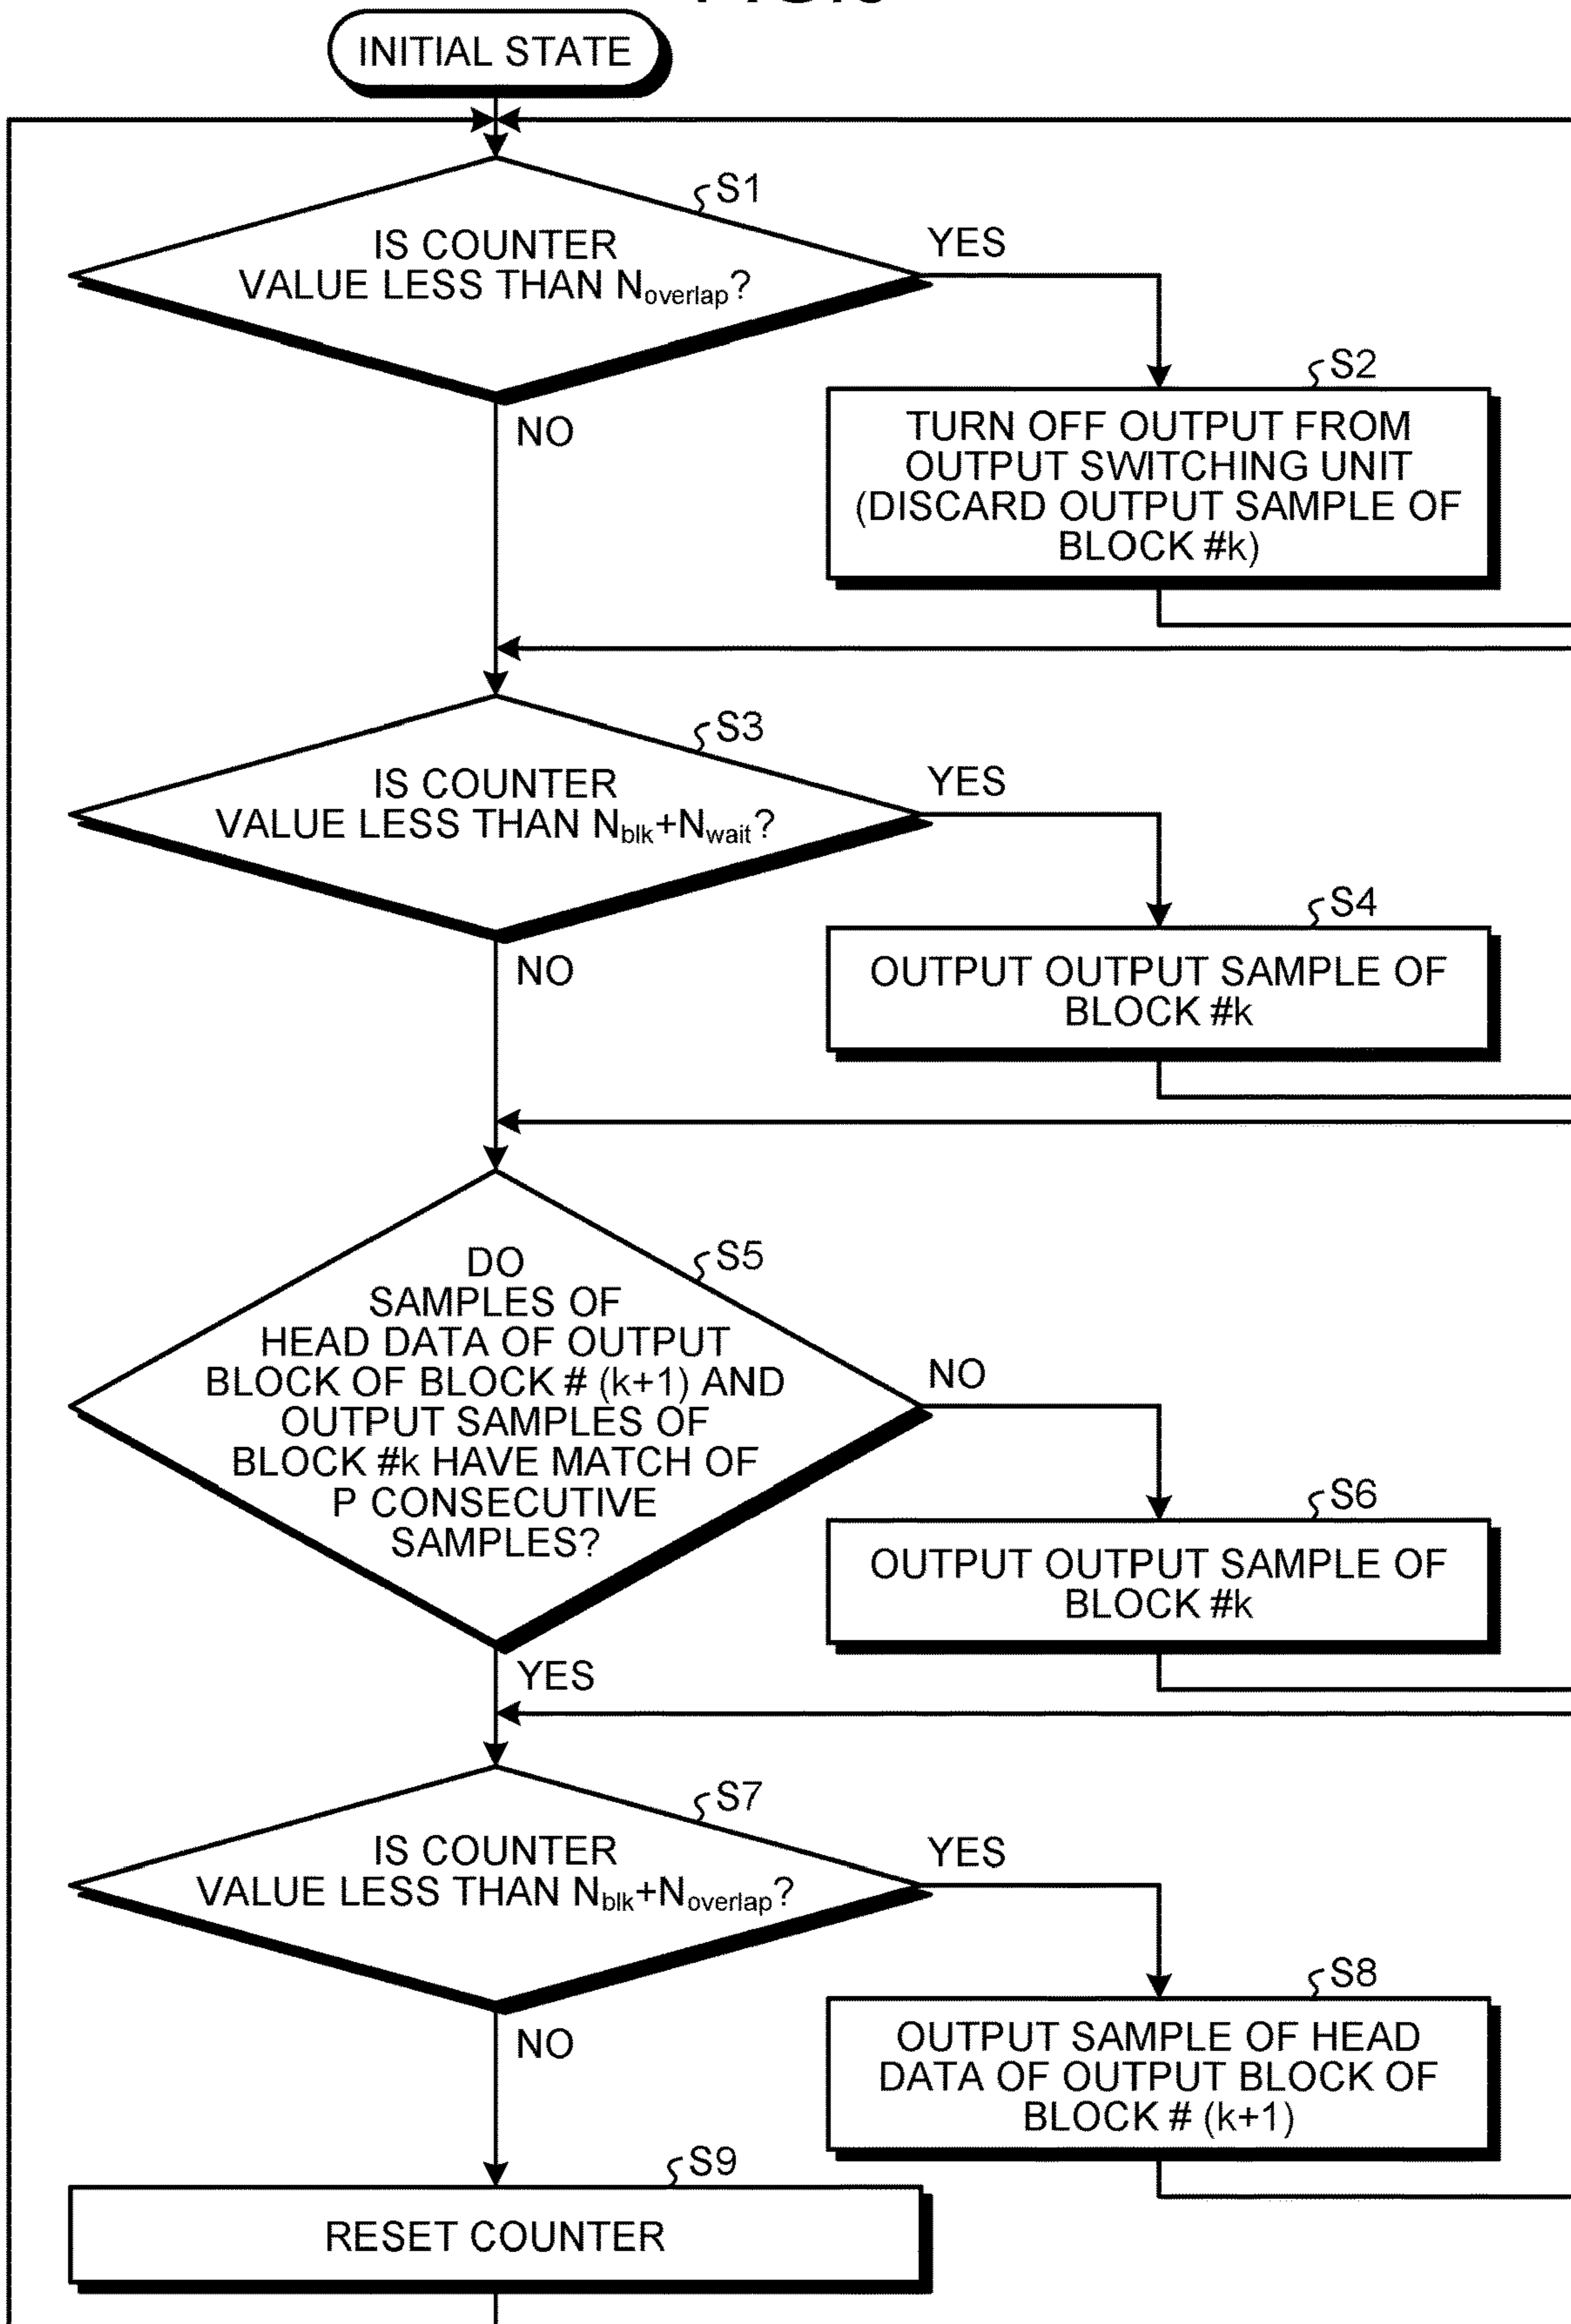 INITIAL STATE
S1
IS COUNTER
VALUE LESS THAN Noverlap?
YES
NO
S2
TURN OFF OUTPUT FROM
OUTPUT SWITCHING UNIT
(DISCARD OUTPUT SAMPLE OF
BLOCK #k)
S3
IS COUNTER
VALUE LESS THAN Nblk+Nwait?
YES
NO
S4
OUTPUT OUTPUT SAMPLE OF
BLOCK #k
S5
DO
SAMPLES OF
HEAD DATA OF OUTPUT
BLOCK OF BLOCK # (k+1) AND
OUTPUT SAMPLES OF
BLOCK #k HAVE MATCH OF
P CONSECUTIVE
SAMPLES?
NO
YES
S6
OUTPUT OUTPUT SAMPLE OF
BLOCK #k
S7
IS COUNTER
VALUE LESS THAN Nblk+Noverlap?
YES
NO
S8
OUTPUT SAMPLE OF HEAD
DATA OF OUTPUT BLOCK OF
BLOCK # (k+1)
S9
RESET COUNTER